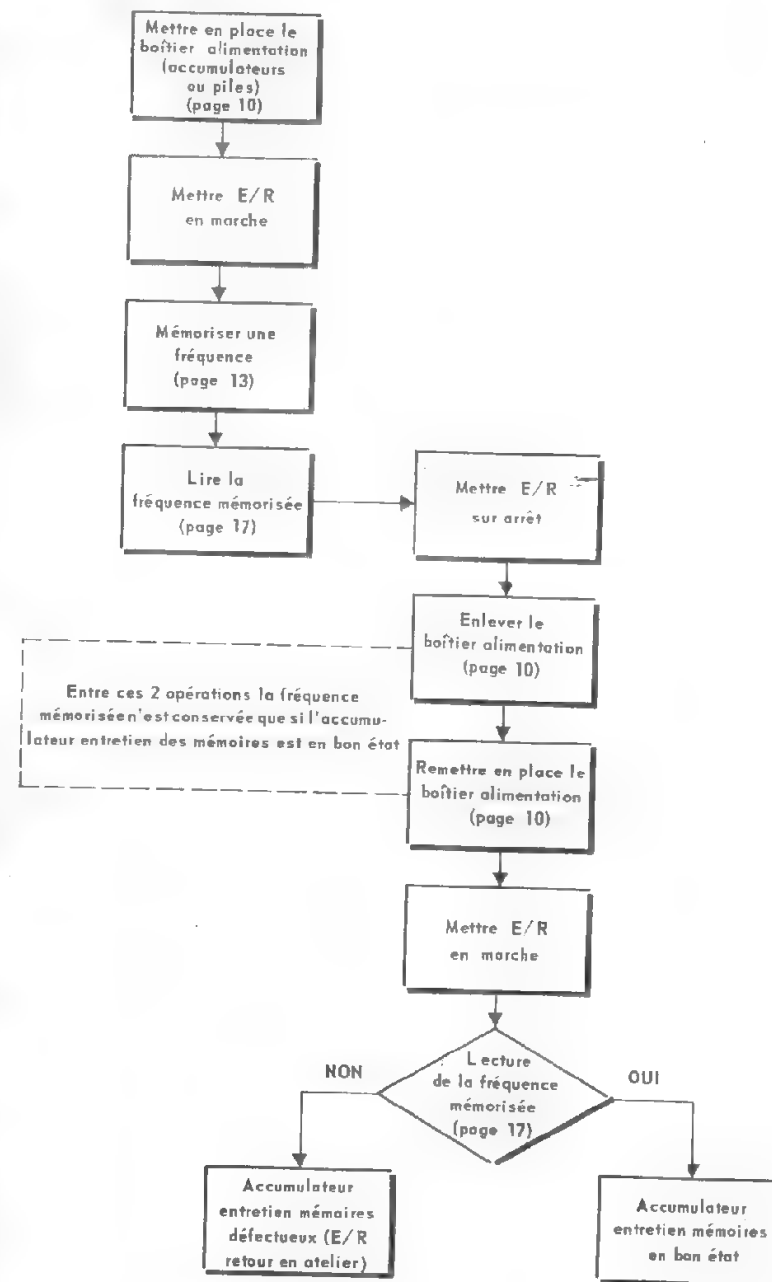 Mettre en place le
boîtier alimentation
(accumulateurs
ou piles)
(page 10)
Mettre E/R
en marche
Mémoriser une
fréquence
(page 13)
Lire la
fréquence mémorisée
(page 17)
Mettre E/R
sur arrêt
Enlever le
boîtier alimentation
(page 10)
Entre ces 2 opérations la fréquence
mémorisée n'est conservée que si l'accumu-
lateur entretien des mémoires est en bon état
Remettre en place le
boîtier alimentation
(page 10)
Mettre E/R
en marche
Lecture
de la fréquence
mémorisée
(page 17)
NON
OUI
Accumulateur
entretien mémoires
défectueux (E/R
retour en atelier)
Accumulateur
entretien mémoires
en bon état